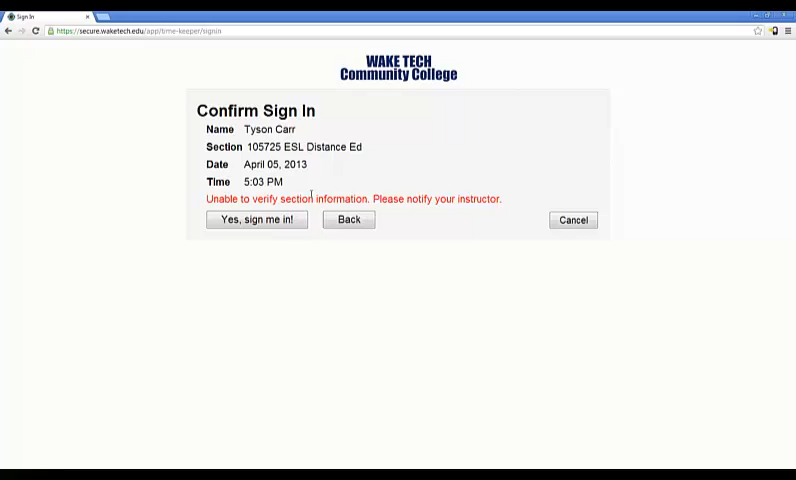 Sign In
https://secure.waketech.edu/app/time-keeper/signin
WAKE TECH
Community College
Confirm Sign In
Name Tyson Carr
Section 105725 ESL Distance Ed
Date April 05, 2013
Time 5:03 PM
Unable to verify section information. Please notify your instructor.
Yes, sign me in! Back Cancel